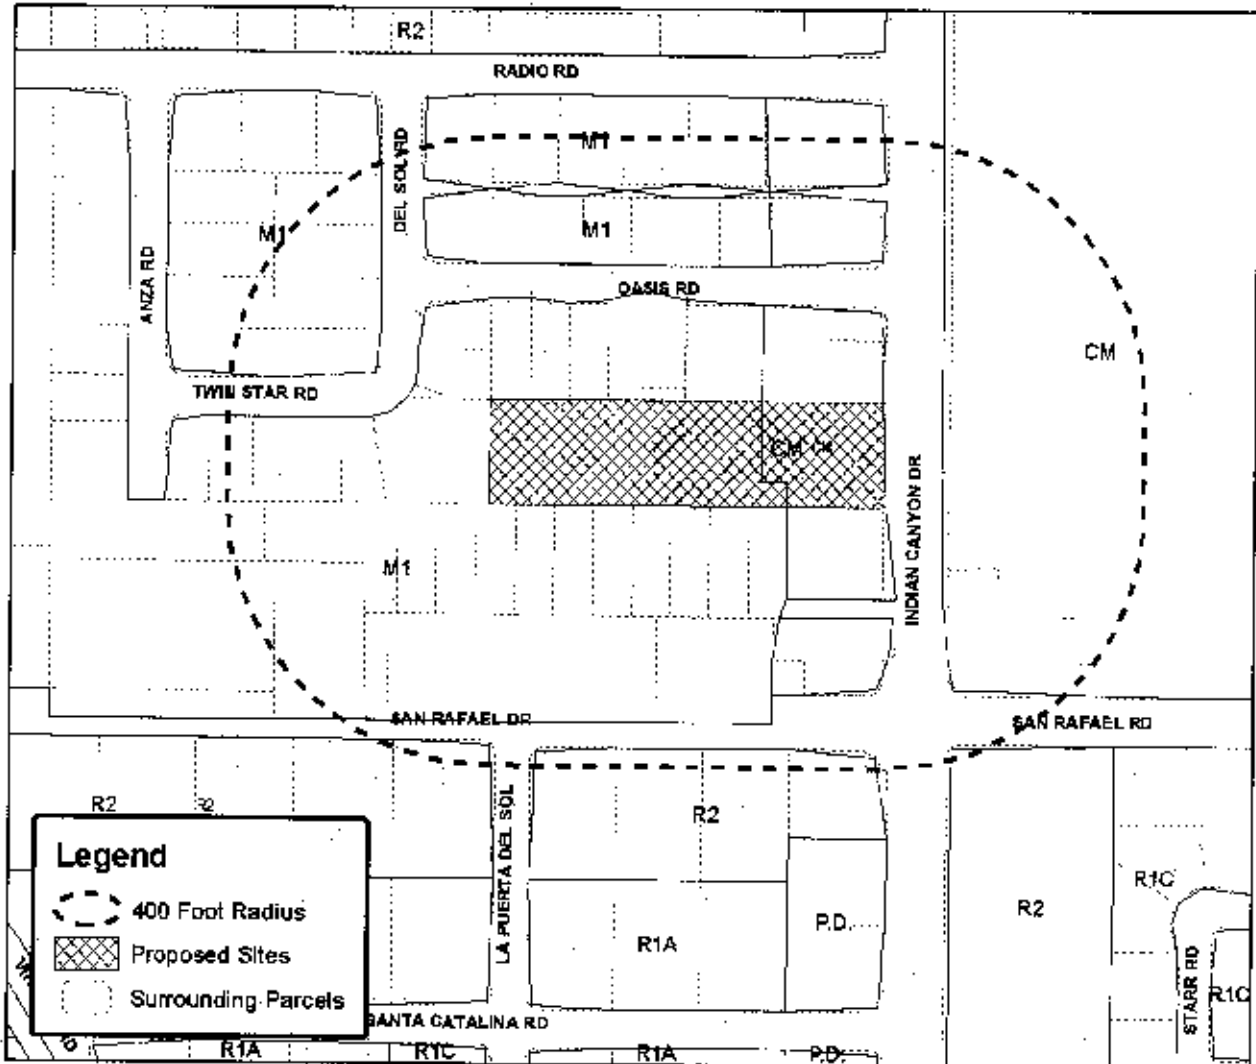 R2
RADIO RD
M1
DEL SOL RD
M1
M1
ANZA RD
OASIS RD
CM
TWIN STAR RD
CM
INDIAN CANYON DR
M1
SAN RAFAEL DR
SAN RAFAEL RD
R2
R2
R2
LA PUERTA DEL SOL
R1C
R2
P.D.
R1A
STARR RD
R1C
Legend
400 Foot Radius
Proposed Sites
Surrounding Parcels
SANTA CATALINA RD
R1A
R1C
R1A
P.D.